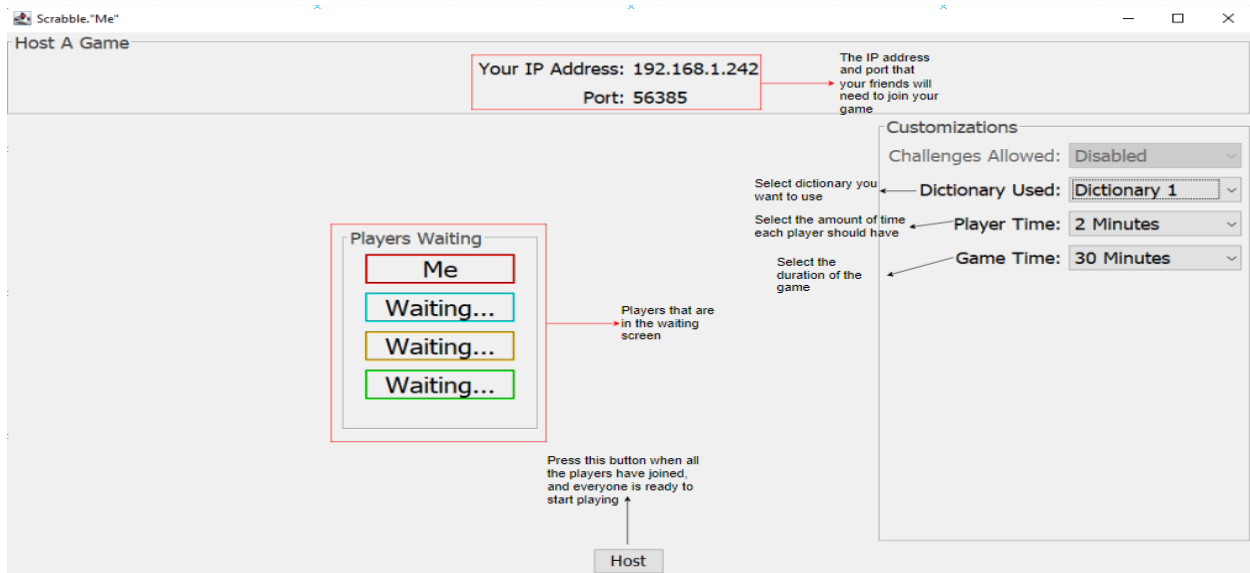 Scrabble."Me"
Host A Game
Your IP Address: 192.168.1.242
Port: 56385
The IP address
and port that
your friends will
need to join your
game
Customizations
Challenges Allowed: Disabled
Select dictionary you
want to use
Dictionary Used: Dictionary 1
Select the amount of time
each player should have
Player Time: 2 Minutes
Select the
duration of the
game
Game Time: 30 Minutes
Players Waiting
Me
Waiting...
Waiting...
Waiting...
Players that are
in the waiting
screen
Press this button when all
the players have joined,
and everyone is ready to
start playing
Host